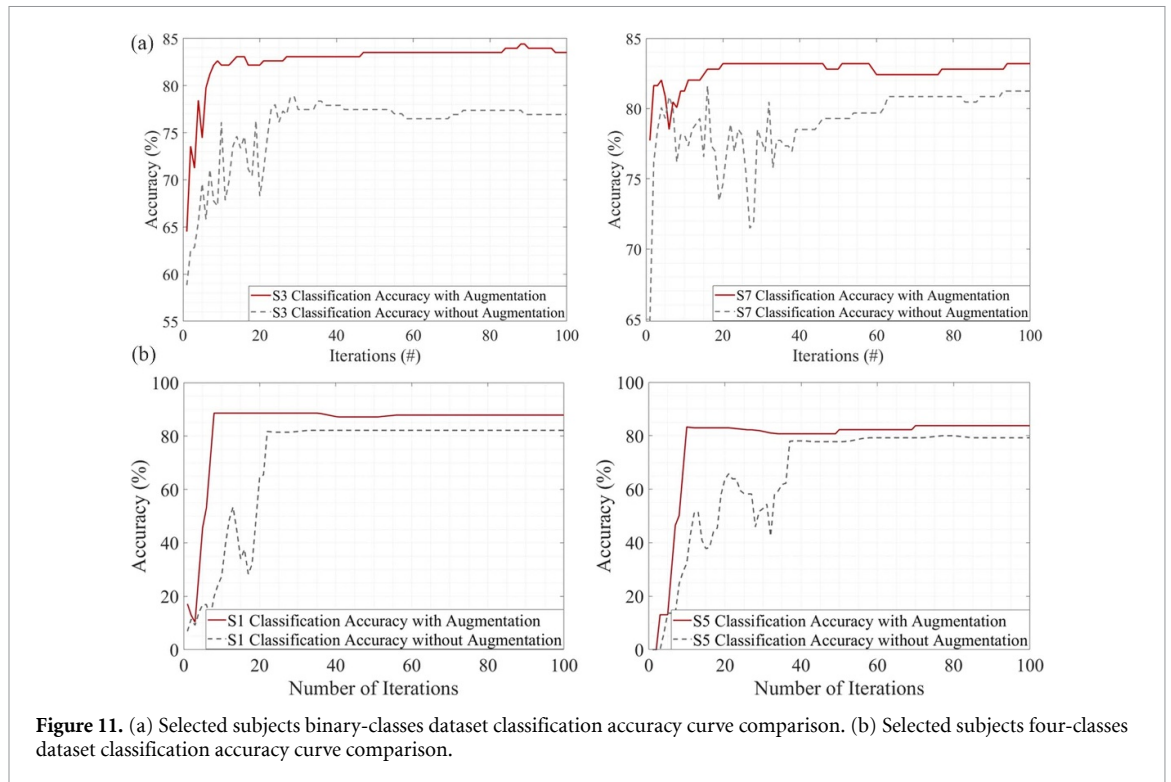 (a)
85
80
75
70
65
60
55
Accuracy (%)
S3 Classification Accuracy with Augmentation
S3 Classification Accuracy without Augmentation
0 20 40 60 80 100
Iterations (#)
85
80
75
70
65
Accuracy (%)
S7 Classification Accuracy with Augmentation
S7 Classification Accuracy without Augmentation
0 20 40 60 80 100
Iterations (#)
(b)
100
80
60
40
20
0
Accuracy (%)
S1 Classification Accuracy with Augmentation
S1 Classification Accuracy without Augmentation
0 20 40 60 80 100
Number of Iterations
100
80
60
40
20
0
Accuracy (%)
S5 Classification Accuracy with Augmentation
S5 Classification Accuracy without Augmentation
0 20 40 60 80 100
Number of Iterations
Figure 11. (a) Selected subjects binary-classes dataset classification accuracy curve comparison. (b) Selected subjects four-classes
dataset classification accuracy curve comparison.